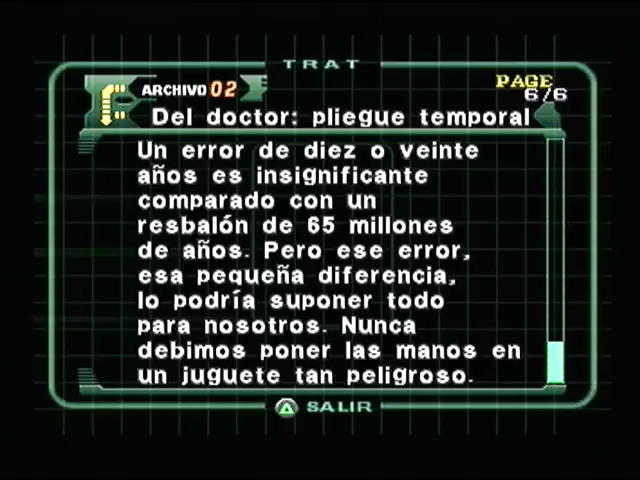 TRAT
ARCHIVO 02
PAGE
6/6
Del doctor: pliegue temporal
Un error de diez o veinte
años es insignificante
comparado con un
resbalón de 65 millones
de años. Pero ese error,
esa pequeña diferencia,
lo podría suponer todo
para nosotros. Nunca
debimos poner las manos en
un juguete tan peligroso.
SALIR